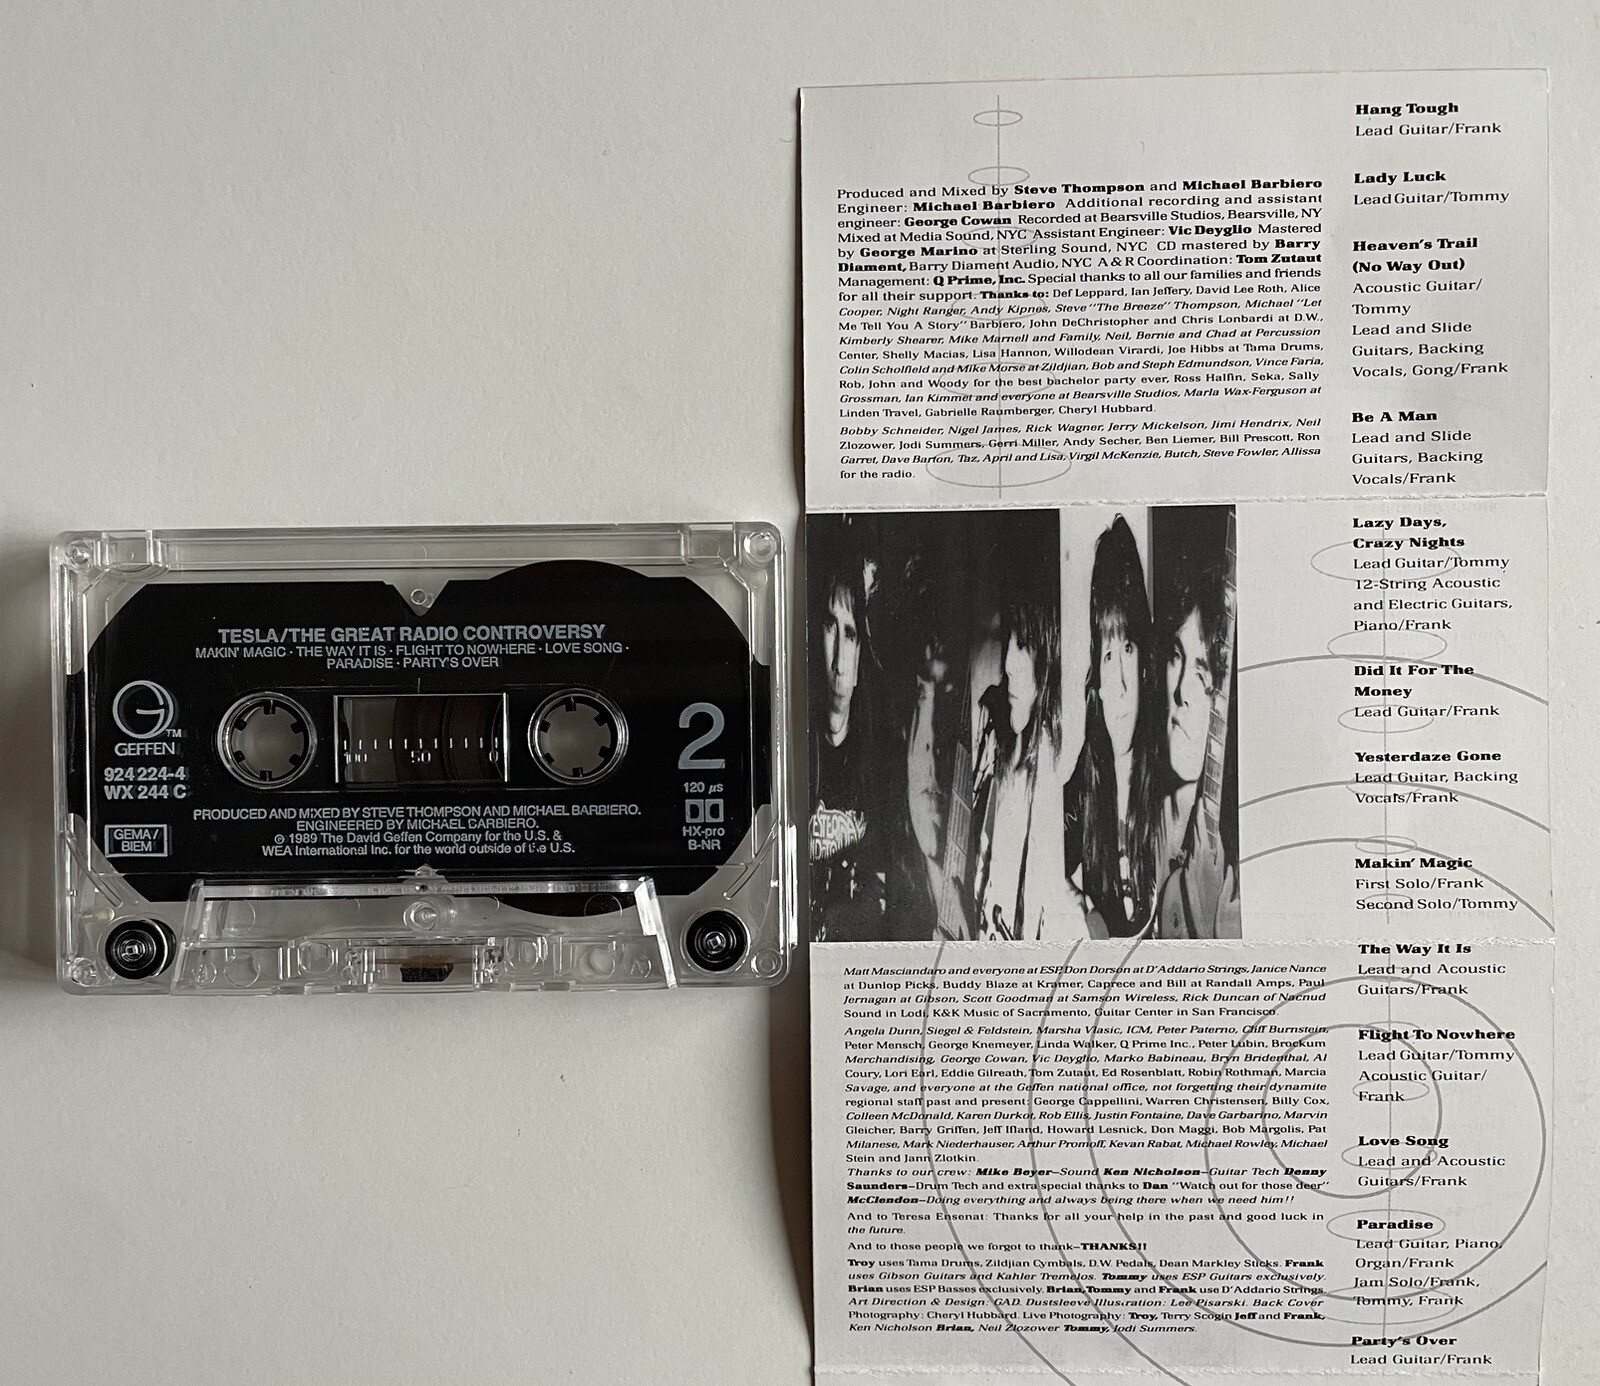 TESLA/THE GREAT RADIO CONTROVERSY
MAKIN' MAGIC · THE WAY IT IS · FLIGHT TO NOWHERE · LOVE SONG ·
PARADISE · PARTY'S OVER
GEFFEN
TM
924 224-4
WX 244 C
GEMA/
BIEM
100 50 0
2
120 µs
HX-pro
B-NR
PRODUCED AND MIXED BY STEVE THOMPSON AND MICHAEL BARBIERO.
ENGINEERED BY MICHAEL BARBIERO.
℗ 1989 The David Geffen Company for the U.S. &
WEA International Inc. for the world outside of the U.S.
Produced and Mixed by Steve Thompson and Michael Barbiero
Engineer: Michael Barbiero Additional recording and assistant
engineer: George Cowan Recorded at Bearsville Studios, Bearsville, NY
Mixed at Media Sound, NYC Assistant Engineer: Vic Deyglio Mastered
by George Marino at Sterling Sound, NYC CD mastered by Barry
Diament, Barry Diament Audio, NYC A & R Coordination: Tom Zutaut
Management: Q Prime, Inc. Special thanks to all our families and friends
for all their support. Thanks to: Def Leppard, Ian Jeffery, David Lee Roth, Alice
Cooper, Night Ranger, Andy Kipnes, Steve "The Breeze" Thompson, Michael "Let
Me Tell You A Story" Barbiero, John DeChristopher and Chris Lonbardi at D.W.,
Kimberly Shearer, Mike Marnell and Family, Neil, Bernie and Chad at Percussion
Center, Shelly Macias, Lisa Hannon, Willodean Virardi, Joe Hibbs at Tama Drums,
Colin Scholfield and Mike Morse at Zildjian, Bob and Steph Edmundson, Vince Faria,
Rob, John and Woody for the best bachelor party ever, Ross Halfin, Seka, Sally
Grossman, Ian Kimmet and everyone at Bearsville Studios, Marla Wax-Ferguson at
Linden Travel, Gabrielle Raumberger, Cheryl Hubbard.
Bobby Schneider, Nigel James, Rick Wagner, Jerry Mickelson, Jimi Hendrix, Neil
Zlozower, Jodi Summers, Gerri Miller, Andy Secher, Ben Liemer, Bill Prescott, Ron
Garret, Dave Barton, Taz, April and Lisa, Virgil McKenzie, Butch, Steve Fowler, Allissa
for the radio.
Matt Masciandaro and everyone at ESP, Don Dorson at D'Addario Strings, Janice Nance
at Dunlop Picks, Buddy Blaze at Kramer, Caprece and Bill at Randall Amps, Paul
Jernagan at Gibson, Scott Goodman at Samson Wireless, Rick Duncan of Nacnud
Sound in Lodi, K&K Music of Sacramento, Guitar Center in San Francisco.
Angela Dunn, Siegel & Feldstein, Marsha Vlasic, ICM, Peter Paterno, Cliff Burnstein,
Peter Mensch, George Knemeyer, Linda Walker, Q Prime Inc., Peter Lubin, Brockum
Merchandising, George Cowan, Vic Deyglio, Marko Babineau, Bryn Bridenthal, Al
Coury, Lori Earl, Eddie Gilreath, Tom Zutaut, Ed Rosenblatt, Robin Rothman, Marcia
Savage, and everyone at the Geffen national office, not forgetting their dynamite
regional staff past and present: George Cappellini, Warren Christensen, Billy Cox,
Colleen McDonald, Karen Durkot, Rob Ellis, Justin Fontaine, Dave Garbarino, Marvin
Gleicher, Barry Griffen, Jeff Ifland, Howard Lesnick, Don Maggi, Bob Margolis, Pat
Milanese, Mark Niederhauser, Arthur Promoff, Kevan Rabat, Michael Rowley, Michael
Stein and Jann Zlotkin.
Thanks to our crew: Mike Beyer–Sound Ken Nicholson–Guitar Tech Denny
Saunders–Drum Tech and extra special thanks to Dan "Watch out for those deer"
McClendon–Doing everything and always being there when we need him!!
And to Teresa Ensenat: Thanks for all your help in the past and good luck in
the future.
And to those people we forgot to thank–THANKS!!
Troy uses Tama Drums, Zildjian Cymbals, D.W. Pedals, Dean Markley Sticks. Frank
uses Gibson Guitars and Kahler Tremelos. Tommy uses ESP Guitars exclusively.
Brian uses ESP Basses exclusively. Brian, Tommy and Frank use D'Addario Strings.
Art Direction & Design: GAD. Dustsleeve Illustration: Lee Pisarski. Back Cover
Photography: Cheryl Hubbard. Live Photography: Troy, Terry Scogin Jeff and Frank,
Ken Nicholson Brian, Neil Zlozower Tommy, Jodi Summers.
Hang Tough
Lead Guitar/Frank
Lady Luck
Lead Guitar/Tommy
Heaven's Trail
(No Way Out)
Acoustic Guitar/
Tommy
Lead and Slide
Guitars, Backing
Vocals, Gong/Frank
Be A Man
Lead and Slide
Guitars, Backing
Vocals/Frank
Lazy Days,
Crazy Nights
Lead Guitar/Tommy
12-String Acoustic
and Electric Guitars,
Piano/Frank
Did It For The
Money
Lead Guitar/Frank
Yesterdaze Gone
Lead Guitar, Backing
Vocals/Frank
Makin' Magic
First Solo/Frank
Second Solo/Tommy
The Way It Is
Lead and Acoustic
Guitars/Frank
Flight To Nowhere
Lead Guitar/Tommy
Acoustic Guitar/
Frank
Love Song
Lead and Acoustic
Guitars/Frank
Paradise
Lead Guitar, Piano,
Organ/Frank
Jam Solo/Frank,
Tommy, Frank
Party's Over
Lead Guitar/Frank